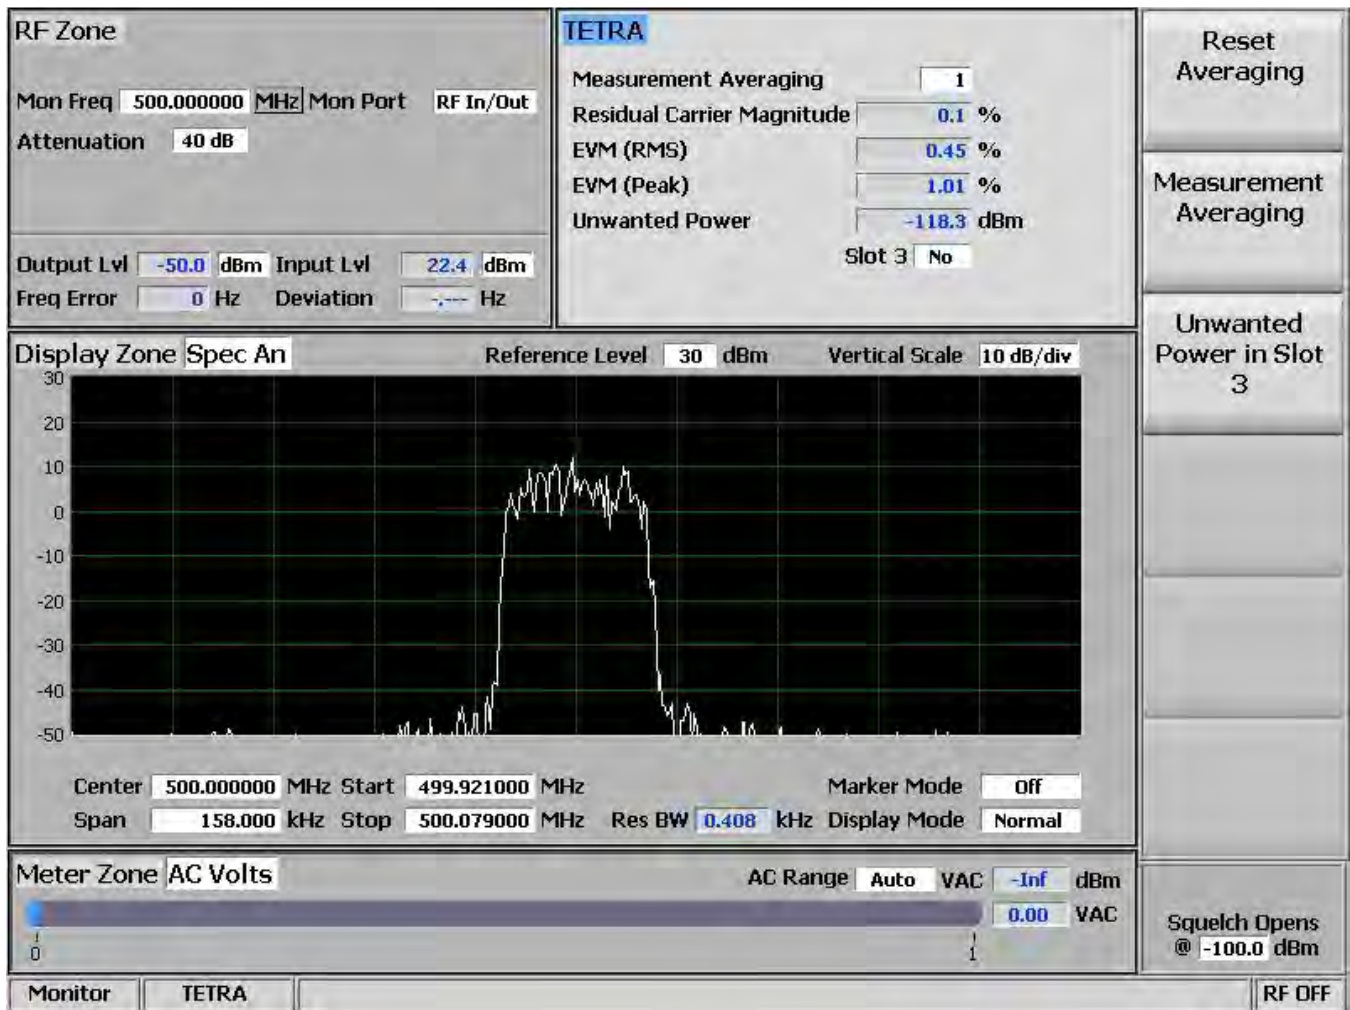 RF Zone
Mon Freq 500.000000 MHz Mon Port RF In/Out
Attenuation 40 dB
Output Lvl -50.0 dBm Input Lvl 22.4 dBm
Freq Error 0 Hz Deviation -.--- Hz
TETRA
Measurement Averaging 1
Residual Carrier Magnitude 0.1 %
EVM (RMS) 0.45 %
EVM (Peak) 1.01 %
Unwanted Power -118.3 dBm
Slot 3 No
Reset
Averaging
Measurement
Averaging
Unwanted
Power in Slot
3
Display Zone Spec An Reference Level 30 dBm Vertical Scale 10 dB/div
30
20
10
0
-10
-20
-30
-40
-50
Center 500.000000 MHz Start 499.921000 MHz Marker Mode Off
Span 158.000 kHz Stop 500.079000 MHz Res BW 0.408 kHz Display Mode Normal
Meter Zone AC Volts AC Range Auto VAC -Inf dBm
0.00 VAC
0 1
Squelch Opens
@ -100.0 dBm
Monitor TETRA RF OFF